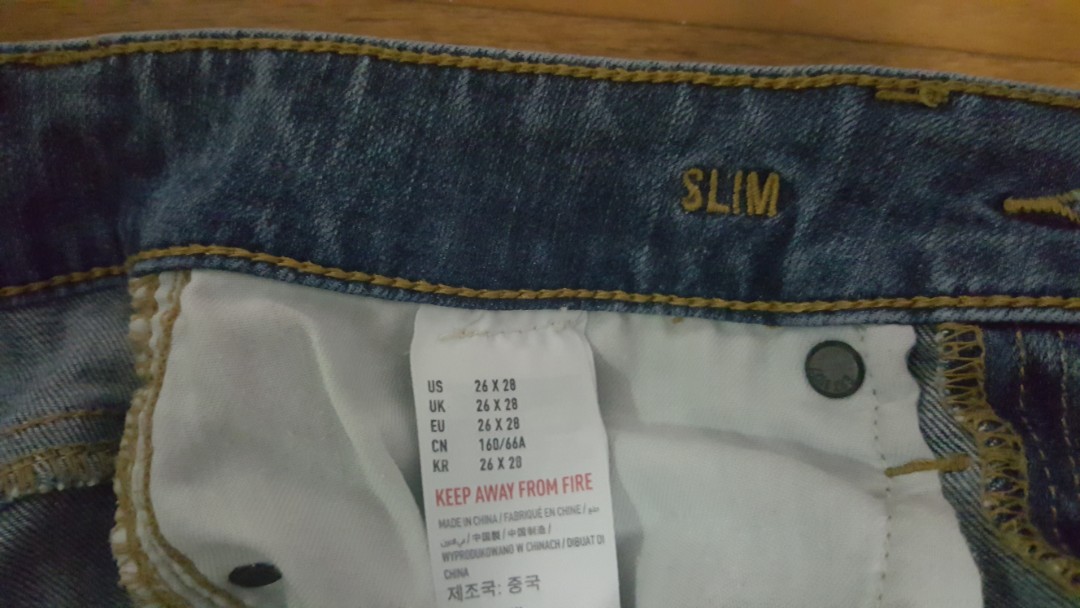 SLIM
US 26 X 28
UK 26 X 28
EU 26 X 28
CN 160/66A
KR 26 X 28
KEEP AWAY FROM FIRE
MADE IN CHINA / FABRIQUÉ EN CHINE /
/ 中国製 / 中国制造 /
WYPRODUKOWANO W CHINACH / DIBUAT DI
CHINA
제조국: 중국